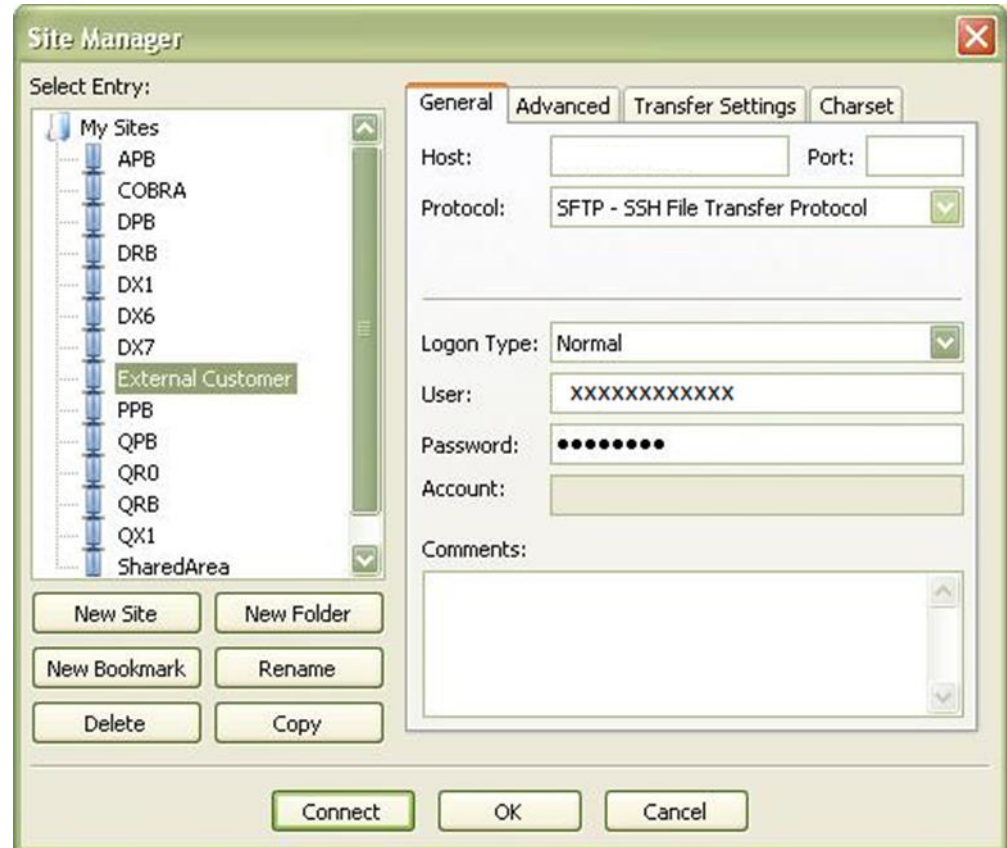 Site Manager
Select Entry:
My Sites
APB
COBRA
DPB
DRB
DX1
DX6
DX7
External Customer
PPB
QPB
QR0
QRB
QX1
SharedArea
New Site New Folder
New Bookmark Rename
Delete Copy
General Advanced Transfer Settings Charset
Host: Port:
Protocol: SFTP - SSH File Transfer Protocol
Logon Type: Normal
User: XXXXXXXXXXXX
Password: ●●●●●●●●
Account:
Comments:
Connect OK Cancel